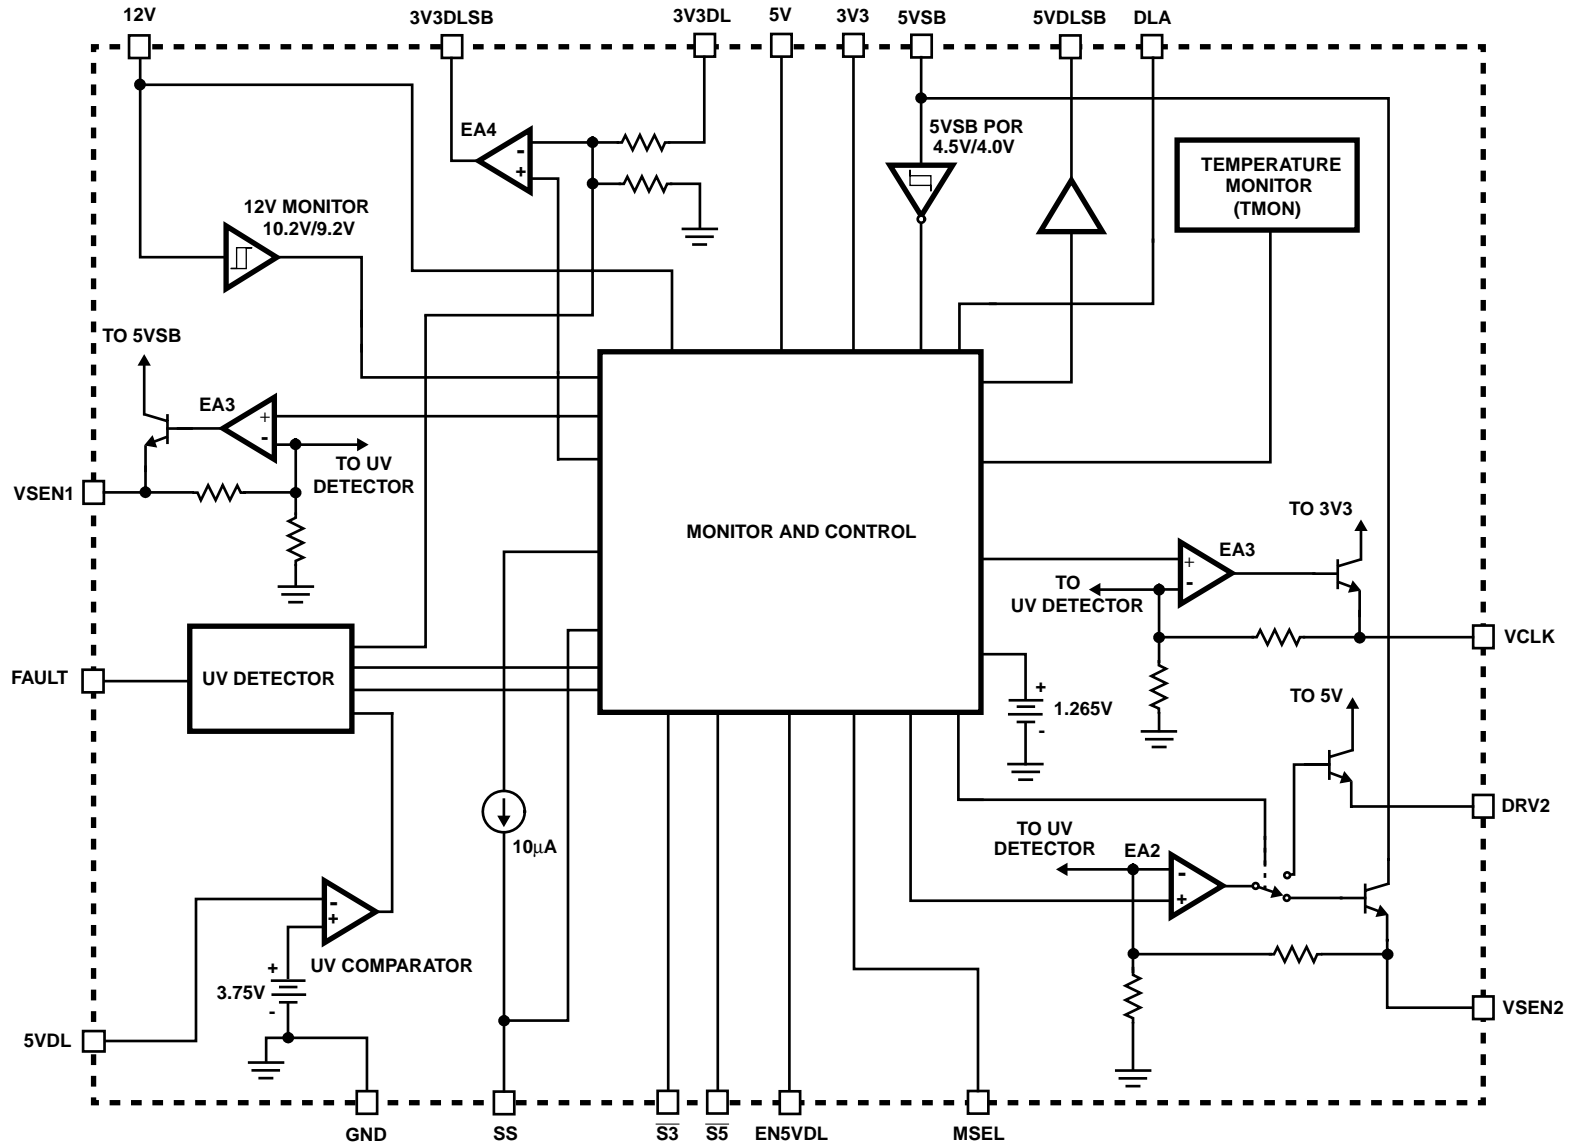 12V
3V3DLSB
3V3DL
5V
3V3
5VSB
5VDLSB
DLA
EA4
-
+
5VSB POR
4.5V/4.0V
TEMPERATURE
MONITOR
(TMON)
12V MONITOR
10.2V/9.2V
TO 5VSB
EA3
+
-
TO UV
DETECTOR
VSEN1
MONITOR AND CONTROL
TO 3V3
EA3
+
-
TO
UV DETECTOR
VCLK
FAULT
UV DETECTOR
+
1.265V
-
TO 5V
DRV2
10μA
TO UV
DETECTOR
EA2
-
+
-
+
UV COMPARATOR
+
3.75V
-
5VDL
VSEN2
GND
SS
S3
S5
EN5VDL
MSEL